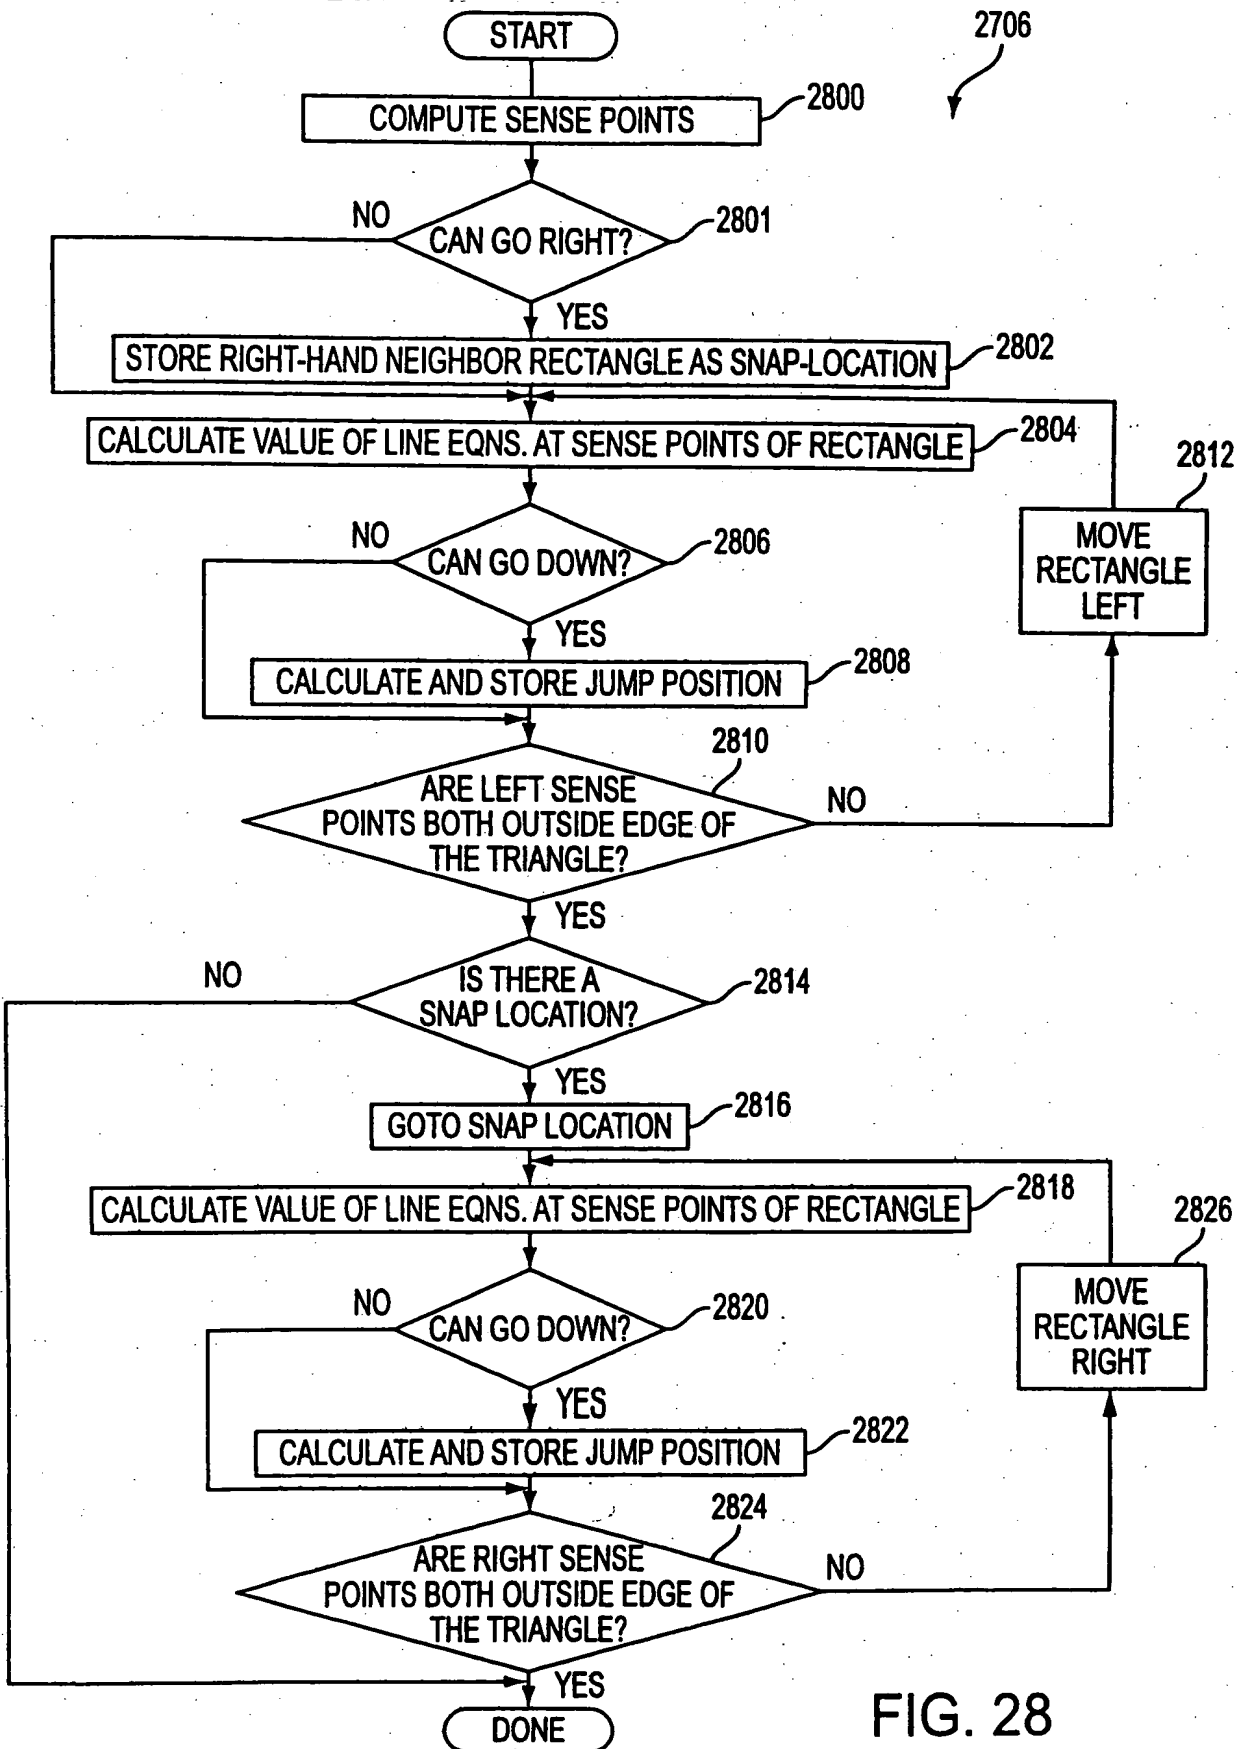 START
2706
COMPUTE SENSE POINTS
2800
NO
CAN GO RIGHT?
2801
YES
STORE RIGHT-HAND NEIGHBOR RECTANGLE AS SNAP-LOCATION
2802
CALCULATE VALUE OF LINE EQNS. AT SENSE POINTS OF RECTANGLE
2804
2812
MOVE
RECTANGLE
LEFT
NO
CAN GO DOWN?
2806
YES
CALCULATE AND STORE JUMP POSITION
2808
2810
ARE LEFT SENSE
POINTS BOTH OUTSIDE EDGE OF
THE TRIANGLE?
NO
YES
NO
IS THERE A
SNAP LOCATION?
2814
YES
GOTO SNAP LOCATION
2816
CALCULATE VALUE OF LINE EQNS. AT SENSE POINTS OF RECTANGLE
2818
2826
MOVE
RECTANGLE
RIGHT
NO
CAN GO DOWN?
2820
YES
CALCULATE AND STORE JUMP POSITION
2822
2824
ARE RIGHT SENSE
POINTS BOTH OUTSIDE EDGE OF
THE TRIANGLE?
NO
YES
DONE
FIG. 28